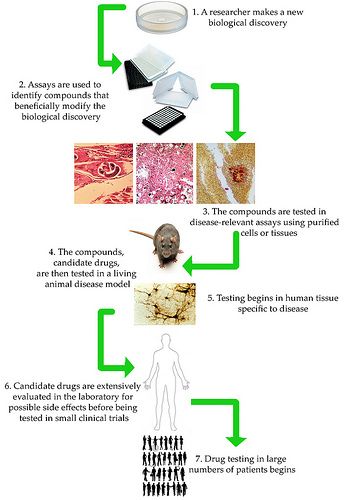 1. A researcher makes a new
biological discovery
2. Assays are used to
identify compounds that
beneficially modify the
biological discovery
3. The compounds are tested in
disease-relevant assays using purified
cells or tissues
4. The compounds,
candidate drugs,
are then tested in a living
animal disease model
5. Testing begins in human tissue
specific to disease
6. Candidate drugs are extensively
evaluated in the laboratory for
possible side effects before being
tested in small clinical trials
7. Drug testing in large
numbers of patients begins